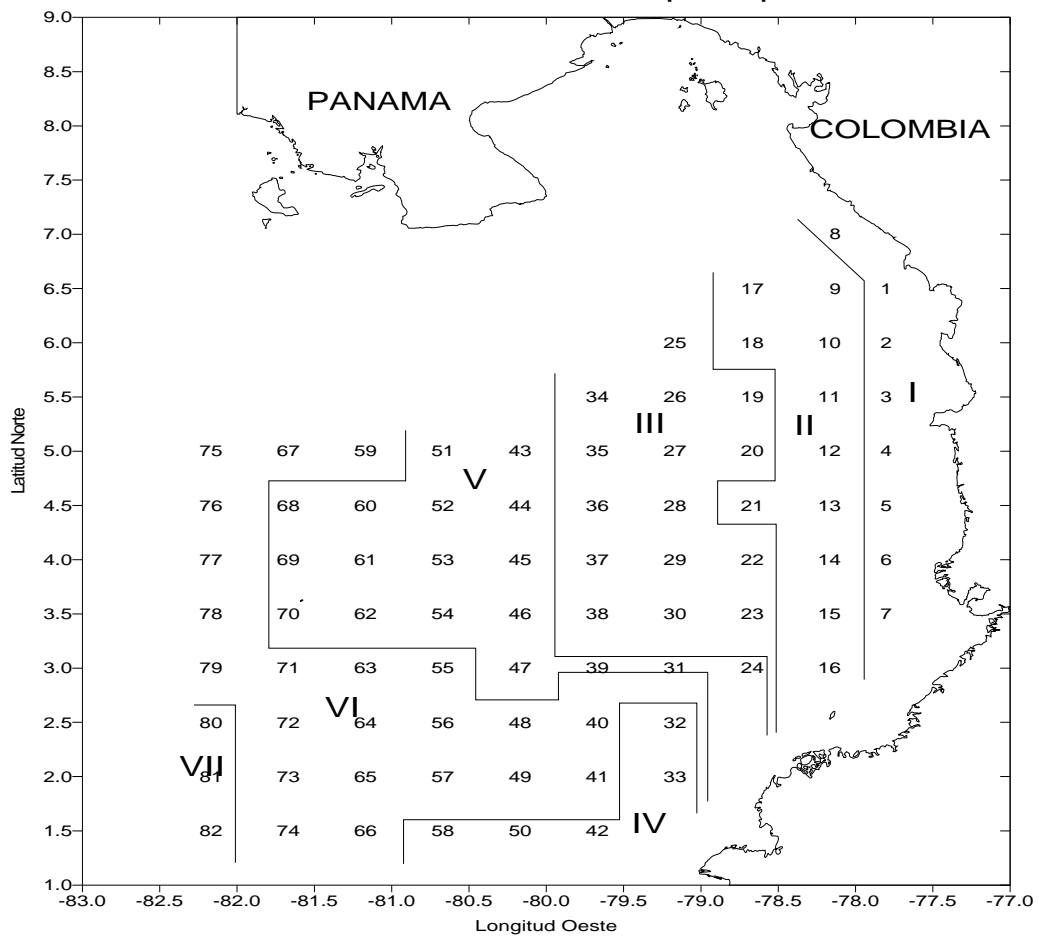 9.0
8.5
PANAMA
8.0
COLOMBIA
7.5
7.0 8
6.5 17 9 1
6.0 25 18 10 2
5.5 34 26 19 11 3 I
III II
5.0 75 67 59 51 43 35 27 20 12 4
V
4.5 76 68 60 52 44 36 28 21 13 5
4.0 77 69 61 53 45 37 29 22 14 6
3.5 78 70 62 54 46 38 30 23 15 7
3.0 79 71 63 55 47 39 31 24 16
VI
2.5 80 72 64 56 48 40 32
VII
2.0 81 73 65 57 49 41 33
IV
1.5 82 74 66 58 50 42
1.0
Latitud Norte
-83.0 -82.5 -82.0 -81.5 -81.0 -80.5 -80.0 -79.5 -79.0 -78.5 -78.0 -77.5 -77.0
Longitud Oeste